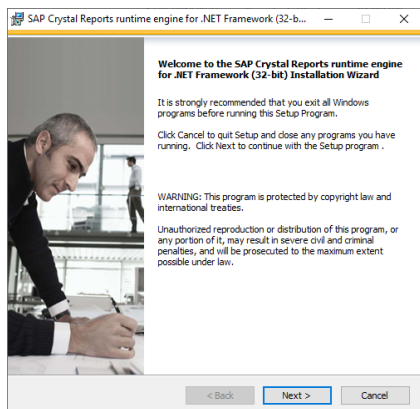 SAP Crystal Reports runtime engine for .NET Framework (32-b...
Welcome to the SAP Crystal Reports runtime engine
for .NET Framework (32-bit) Installation Wizard
It is strongly recommended that you exit all Windows
programs before running this Setup Program.
Click Cancel to quit Setup and close any programs you have
running. Click Next to continue with the Setup program .
WARNING: This program is protected by copyright law and
international treaties.
Unauthorized reproduction or distribution of this program, or
any portion of it, may result in severe civil and criminal
penalties, and will be prosecuted to the maximum extent
possible under law.
< Back Next > Cancel